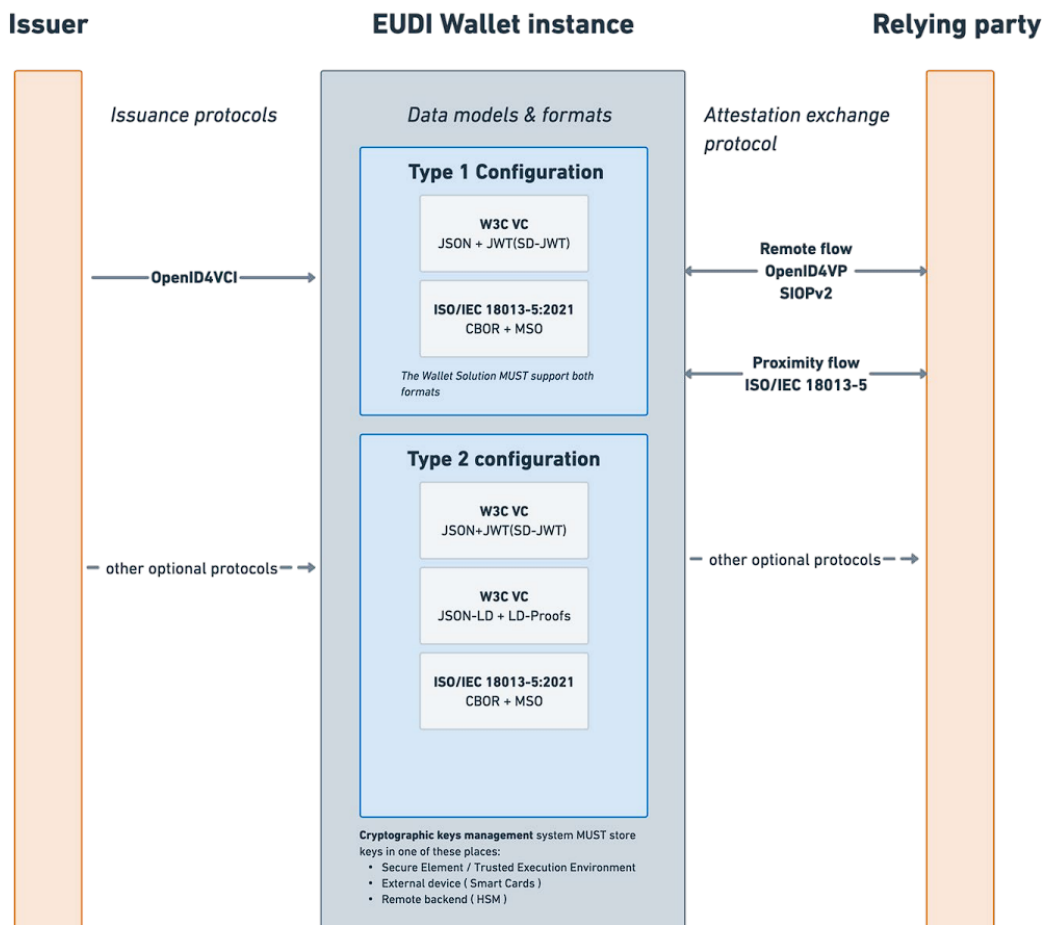 Issuer
EUDI Wallet instance
Relying party
Issuance protocols
Data models & formats
Attestation exchange
protocol
Type 1 Configuration
W3C VC
JSON + JWT(SD-JWT)
OpenID4VCI
Remote flow
OpenID4VP
SIOPv2
ISO/IEC 18013-5:2021
CBOR + MSO
The Wallet Solution MUST support both
formats
Proximity flow
ISO/IEC 18013-5
Type 2 configuration
W3C VC
JSON+JWT(SD-JWT)
other optional protocols
other optional protocols
W3C VC
JSON-LD + LD-Proofs
ISO/IEC 18013-5:2021
CBOR + MSO
Cryptographic keys management system MUST store
keys in one of these places:
• Secure Element / Trusted Execution Environment
• External device ( Smart Cards )
• Remote backend ( HSM )